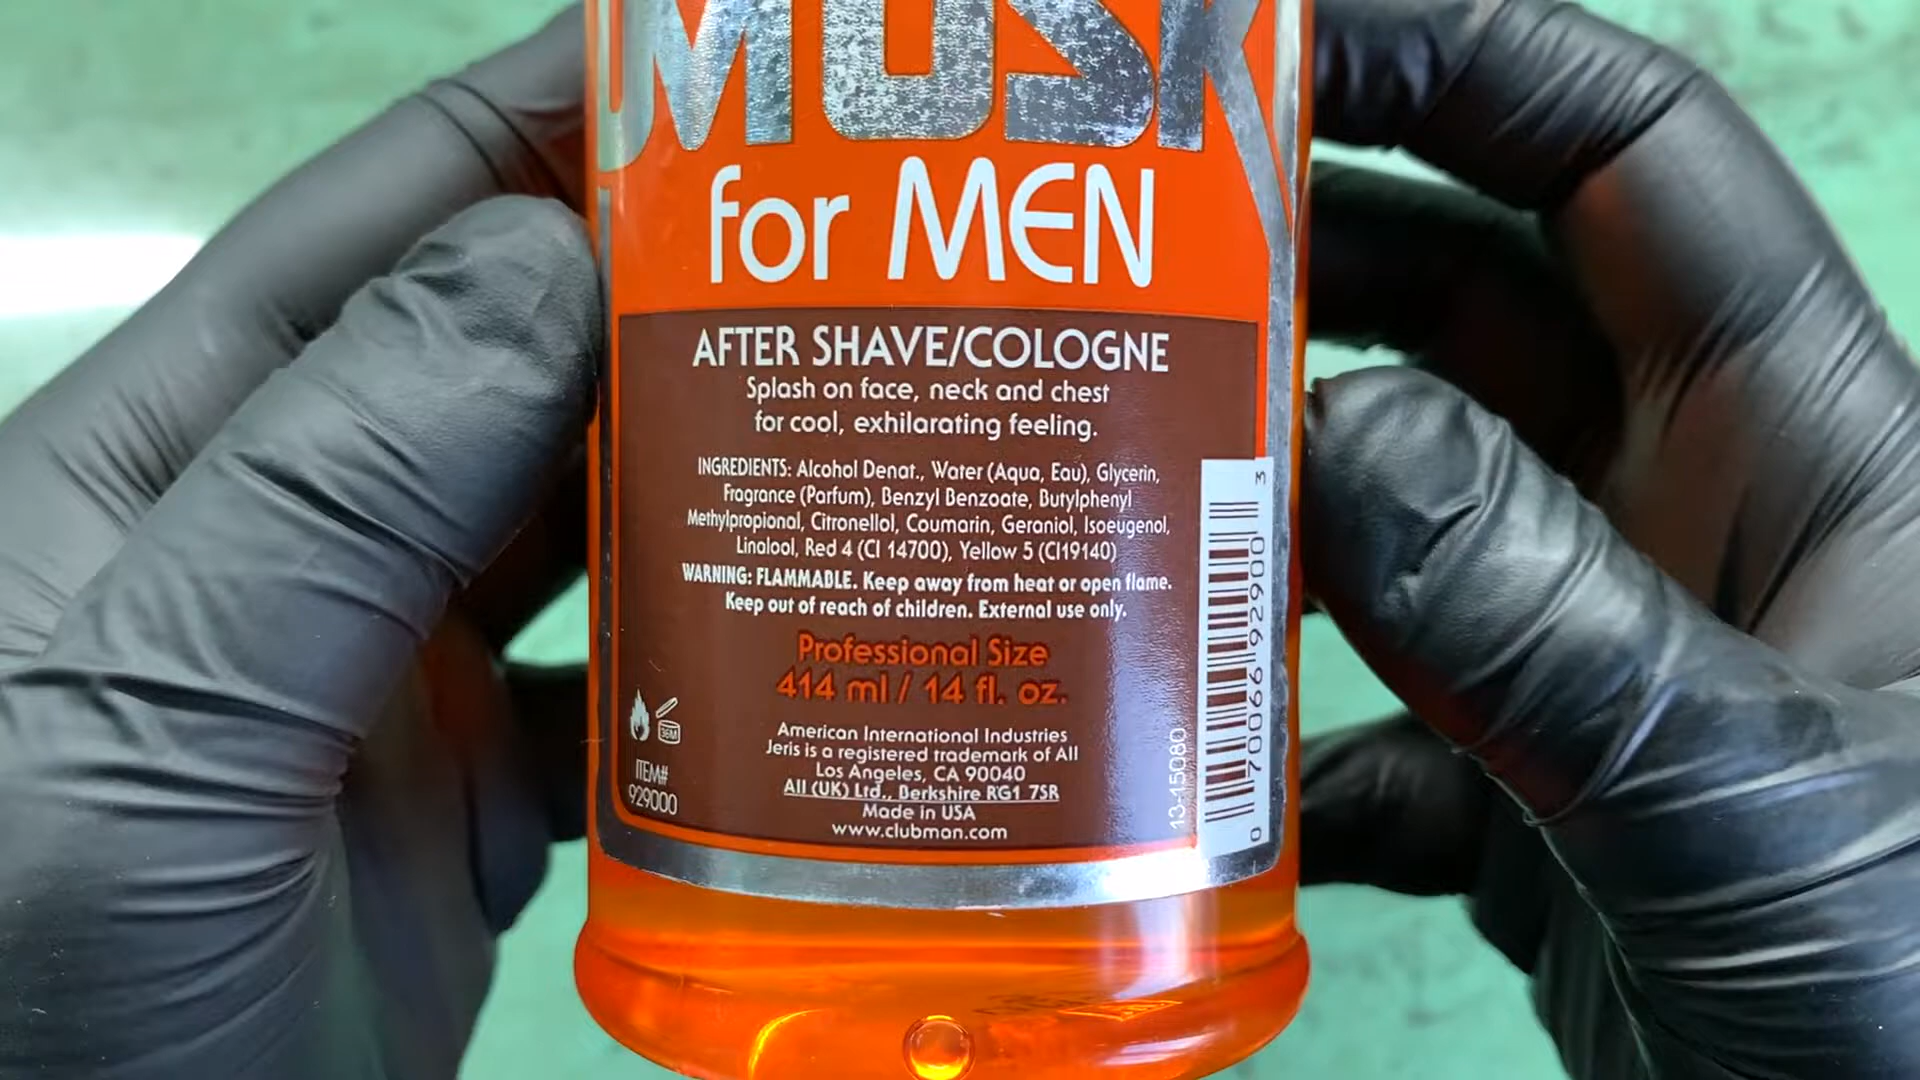 MUSK
for MEN
AFTER SHAVE/COLOGNE
Splash on face, neck and chest
for cool, exhilarating feeling.
INGREDIENTS: Alcohol Denat., Water (Aqua, Eau), Glycerin,
Fragrance (Parfum), Benzyl Benzoate, Butylphenyl
Methylpropional, Citronellol, Coumarin, Geraniol, Isoeugenol,
Linalool, Red 4 (CI 14700), Yellow 5 (CI19140)
WARNING: FLAMMABLE. Keep away from heat or open flame.
Keep out of reach of children. External use only.
Professional Size
414 ml / 14 fl. oz.
36M
ITEM#
929000
American International Industries
Jeris is a registered trademark of AII
Los Angeles, CA 90040
AII (UK) Ltd., Berkshire RG1 7SR
Made in USA
www.clubman.com
13-15080
0 70066 92900 3